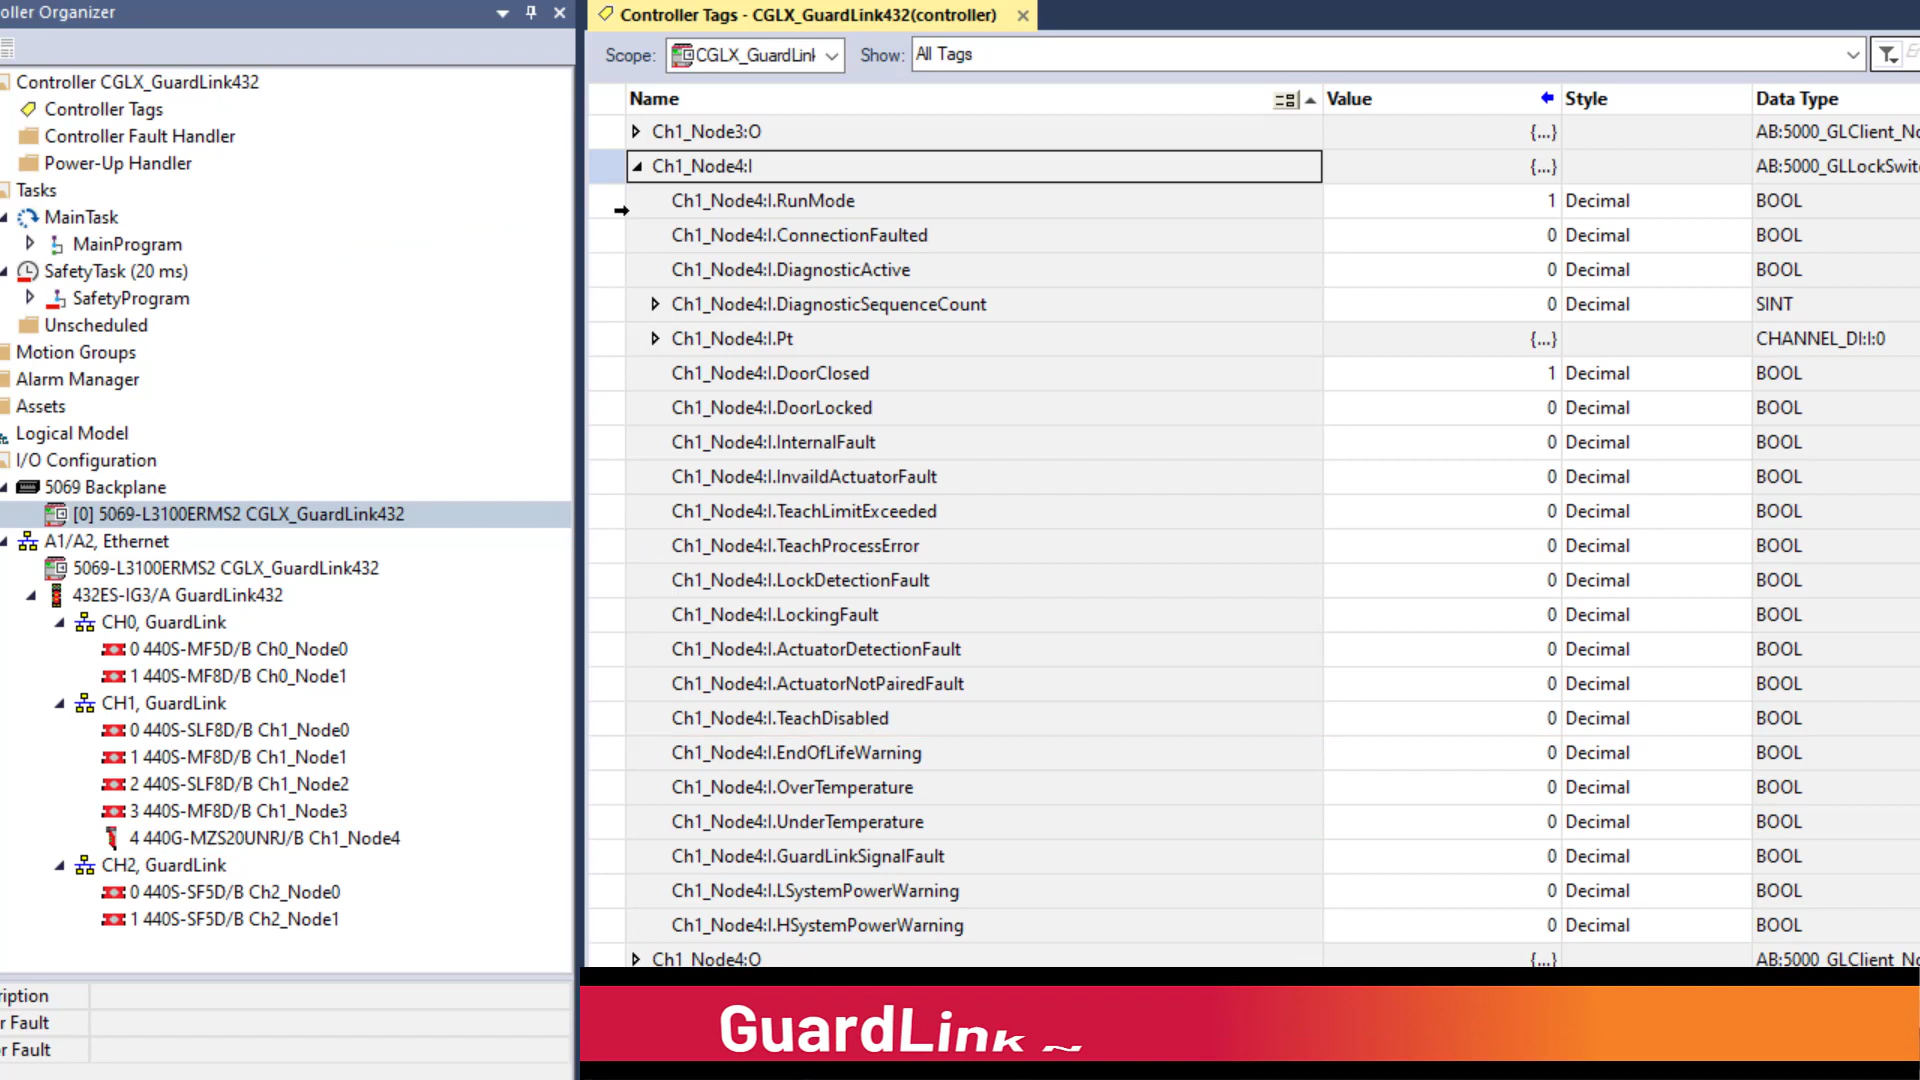 oller Organizer
Controller CGLX_GuardLink432
Controller Tags
Controller Fault Handler
Power-Up Handler
Tasks
MainTask
MainProgram
SafetyTask (20 ms)
SafetyProgram
Unscheduled
Motion Groups
Alarm Manager
Assets
Logical Model
I/O Configuration
5069 Backplane
[0] 5069-L3100ERMS2 CGLX_GuardLink432
A1/A2, Ethernet
5069-L3100ERMS2 CGLX_GuardLink432
432ES-IG3/A GuardLink432
CH0, GuardLink
0 440S-MF5D/B Ch0_Node0
1 440S-MF8D/B Ch0_Node1
CH1, GuardLink
0 440S-SLF8D/B Ch1_Node0
1 440S-MF8D/B Ch1_Node1
2 440S-SLF8D/B Ch1_Node2
3 440S-MF8D/B Ch1_Node3
4 440G-MZS20UNRJ/B Ch1_Node4
CH2, GuardLink
0 440S-SF5D/B Ch2_Node0
1 440S-SF5D/B Ch2_Node1
ription
r Fault
or Fault
Controller Tags - CGLX_GuardLink432(controller)
Scope: CGLX_GuardLink Show: All Tags
Name Value Style Data Type
Ch1_Node3:O {...} AB:5000_GLClient_No
Ch1_Node4:I {...} AB:5000_GLLockSwitc
Ch1_Node4:I.RunMode 1 Decimal BOOL
Ch1_Node4:I.ConnectionFaulted 0 Decimal BOOL
Ch1_Node4:I.DiagnosticActive 0 Decimal BOOL
Ch1_Node4:I.DiagnosticSequenceCount 0 Decimal SINT
Ch1_Node4:I.Pt {...} CHANNEL_DI:I:0
Ch1_Node4:I.DoorClosed 1 Decimal BOOL
Ch1_Node4:I.DoorLocked 0 Decimal BOOL
Ch1_Node4:I.InternalFault 0 Decimal BOOL
Ch1_Node4:I.InvaildActuatorFault 0 Decimal BOOL
Ch1_Node4:I.TeachLimitExceeded 0 Decimal BOOL
Ch1_Node4:I.TeachProcessError 0 Decimal BOOL
Ch1_Node4:I.LockDetectionFault 0 Decimal BOOL
Ch1_Node4:I.LockingFault 0 Decimal BOOL
Ch1_Node4:I.ActuatorDetectionFault 0 Decimal BOOL
Ch1_Node4:I.ActuatorNotPairedFault 0 Decimal BOOL
Ch1_Node4:I.TeachDisabled 0 Decimal BOOL
Ch1_Node4:I.EndOfLifeWarning 0 Decimal BOOL
Ch1_Node4:I.OverTemperature 0 Decimal BOOL
Ch1_Node4:I.UnderTemperature 0 Decimal BOOL
Ch1_Node4:I.GuardLinkSignalFault 0 Decimal BOOL
Ch1_Node4:I.LSystemPowerWarning 0 Decimal BOOL
Ch1_Node4:I.HSystemPowerWarning 0 Decimal BOOL
Ch1_Node4:O {...} AB:5000_GLClient_No
GuardLink